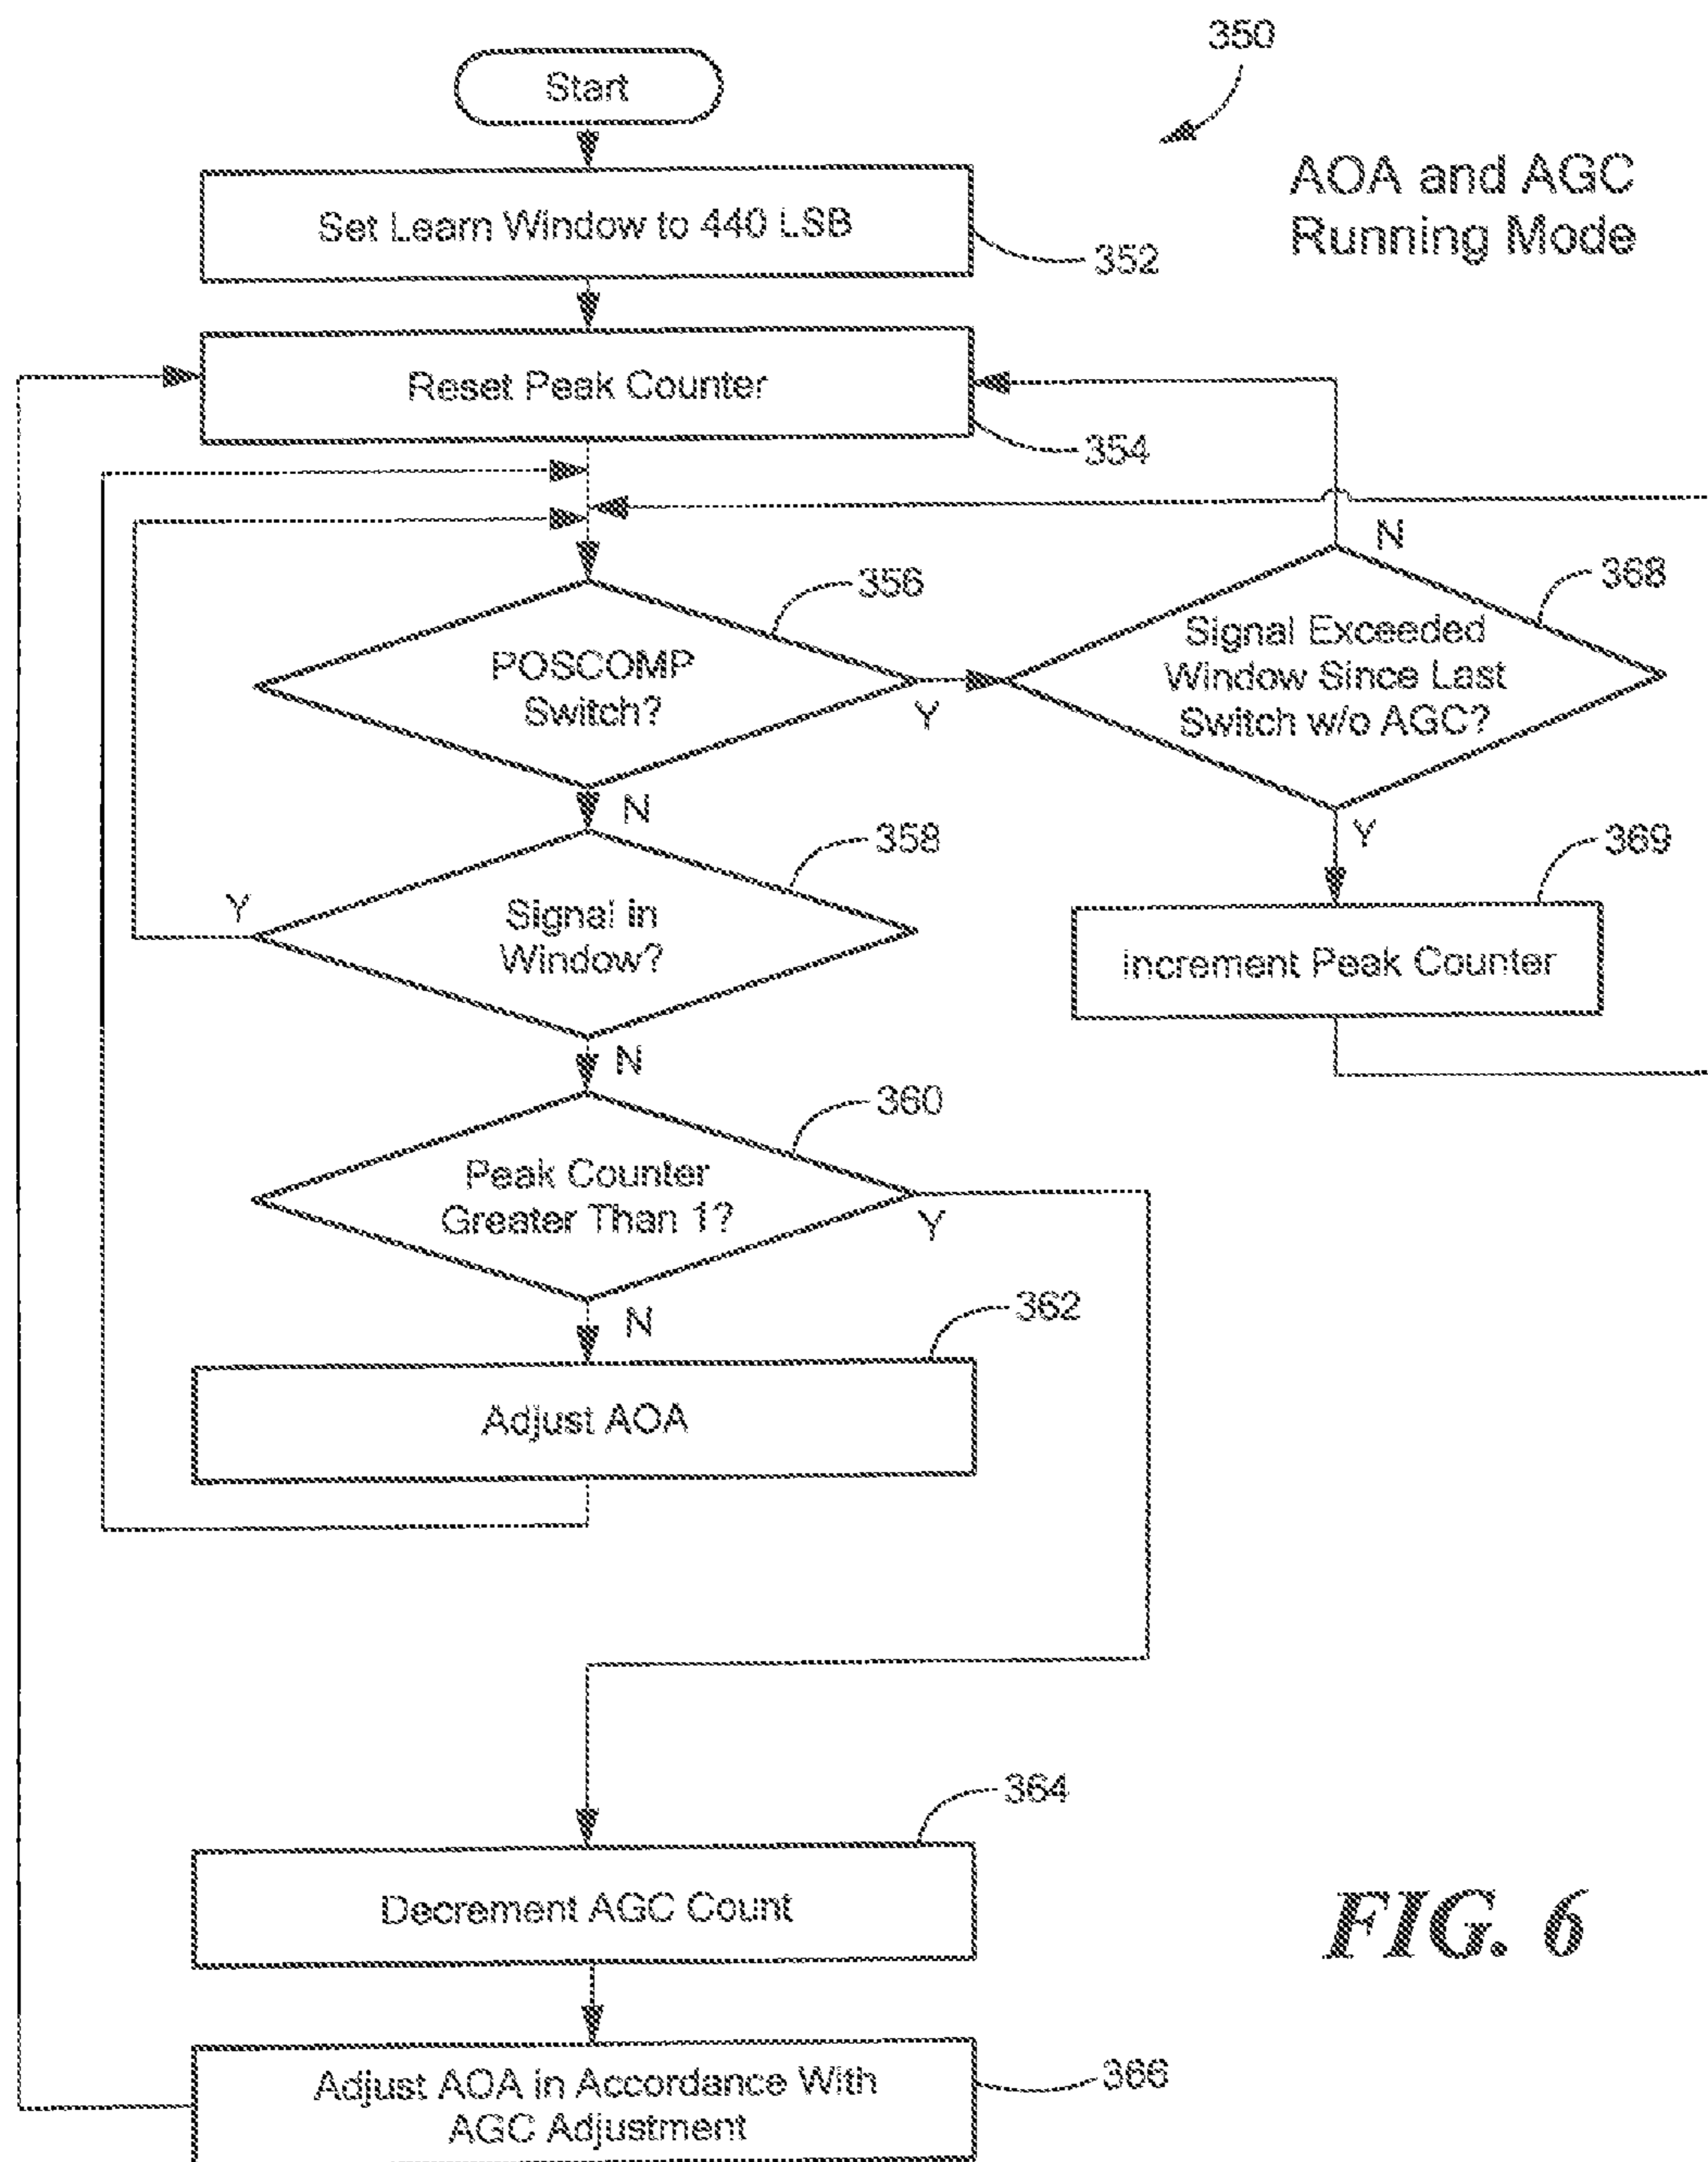 350
Start
AOA and AGC
Running Mode
Set Learn Window to 440 LSB
352
Reset Peak Counter
354
N
356
368
POSCOMP
Switch?
Y
Signal Exceeded
Window Since Last
Switch w/o AGC?
N
Y
358
369
Y
Signal in
Window?
Increment Peak Counter
N
360
Peak Counter
Greater Than 1?
Y
N
362
Adjust AOA
364
Decrement AGC Count
FIG. 6
Adjust AOA in Accordance With
AGC Adjustment
366